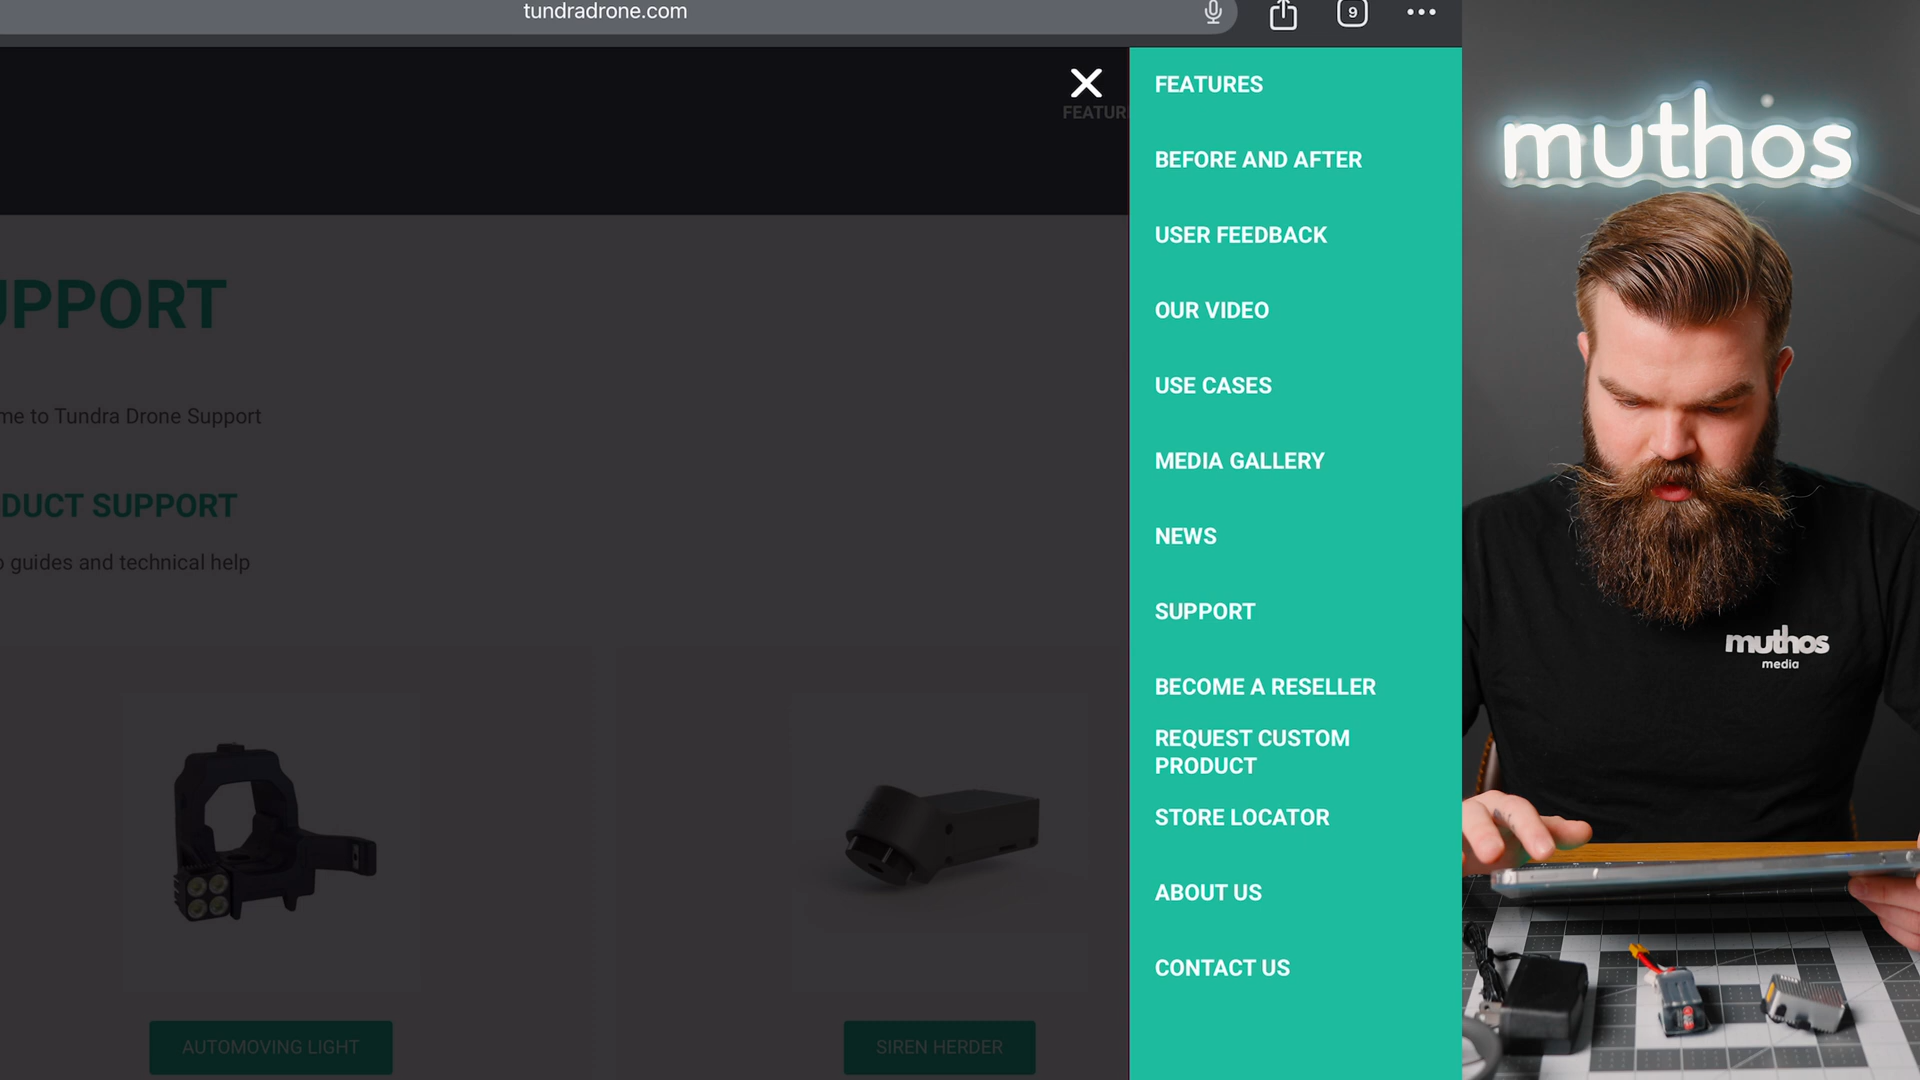 tundradrone.com
9
FEATUR
FEATURES
BEFORE AND AFTER
USER FEEDBACK
OUR VIDEO
USE CASES
MEDIA GALLERY
NEWS
SUPPORT
BECOME A RESELLER
REQUEST CUSTOM
PRODUCT
STORE LOCATOR
ABOUT US
CONTACT US
UPPORT
me to Tundra Drone Support
DUCT SUPPORT
o guides and technical help
AUTOMOVING LIGHT
SIREN HERDER
muthos
muthos
media